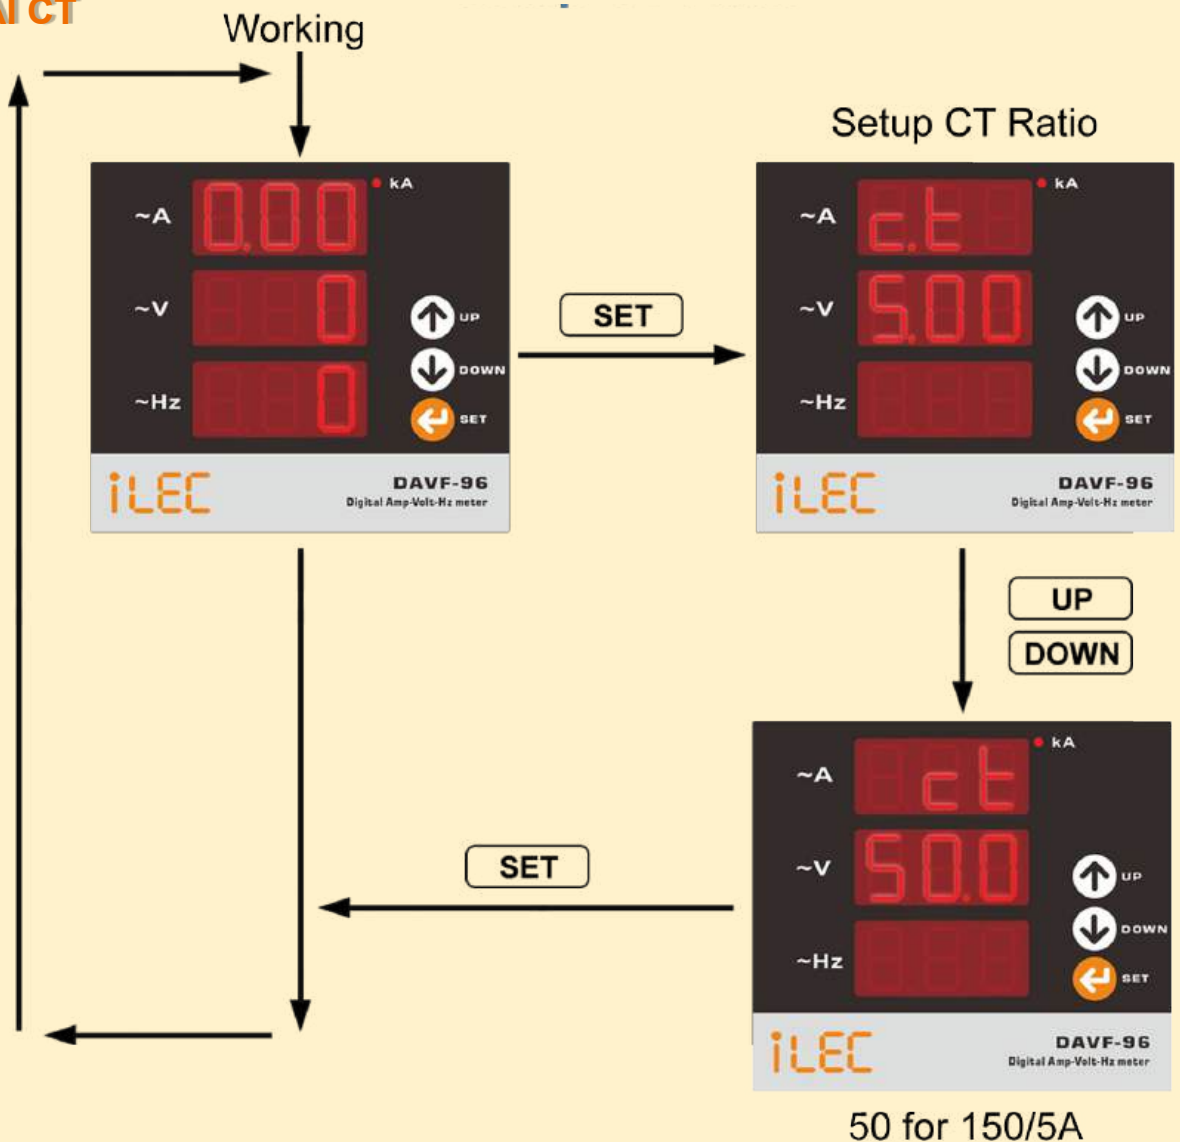 CT
Working
kA
~A
0.00
~V
0
UP
DOWN
~Hz
0
SET
iLEC
DAVF-96
Digital Amp-Volt-Hz meter
SET
Setup CT Ratio
kA
~A
c.t
~V
5.00
UP
DOWN
~Hz
SET
iLEC
DAVF-96
Digital Amp-Volt-Hz meter
UP
DOWN
kA
~A
ct
~V
50.0
UP
DOWN
~Hz
SET
iLEC
DAVF-96
Digital Amp-Volt-Hz meter
SET
50 for 150/5A